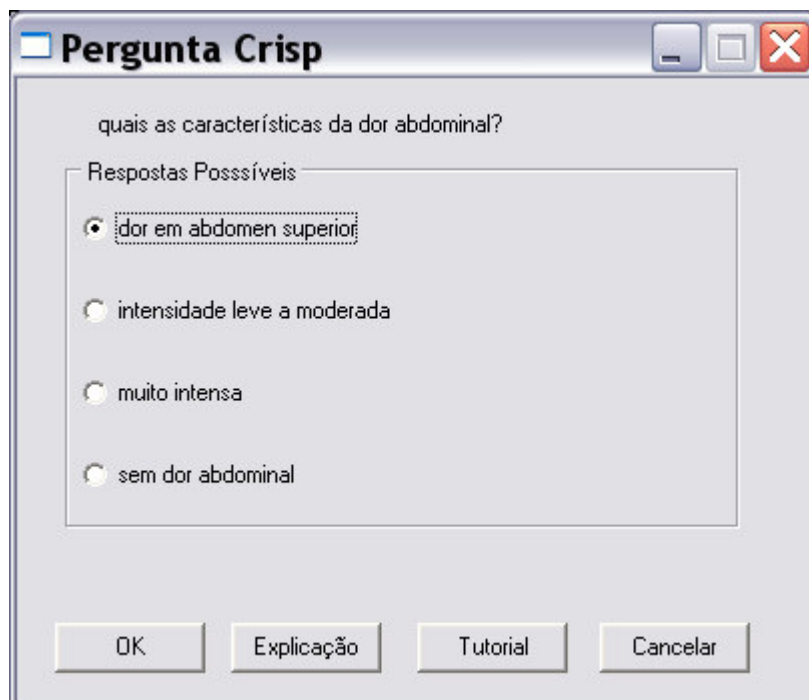 Pergunta Crisp
quais as características da dor abdominal?
Respostas Posssíveis
dor em abdomen superior
intensidade leve a moderada
muito intensa
sem dor abdominal
OK
Explicação
Tutorial
Cancelar